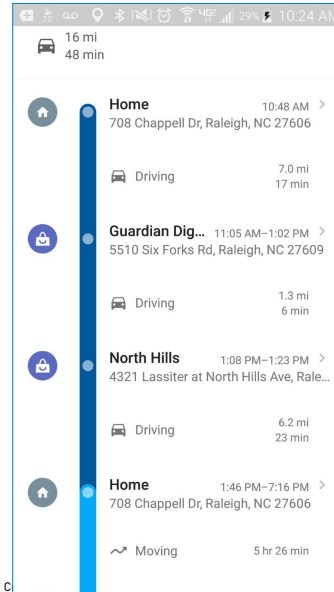 75° 4G LTE 29% 10:24 AM
16 mi
48 min
Home 10:48 AM >
708 Chappell Dr, Raleigh, NC 27606
Driving 7.0 mi
17 min
Guardian Dig... 11:05 AM–1:02 PM >
5510 Six Forks Rd, Raleigh, NC 27609
Driving 1.3 mi
6 min
North Hills 1:08 PM–1:23 PM >
4321 Lassiter at North Hills Ave, Rale...
Driving 6.2 mi
23 min
Home 1:46 PM–7:16 PM >
708 Chappell Dr, Raleigh, NC 27606
Moving 5 hr 26 min
c